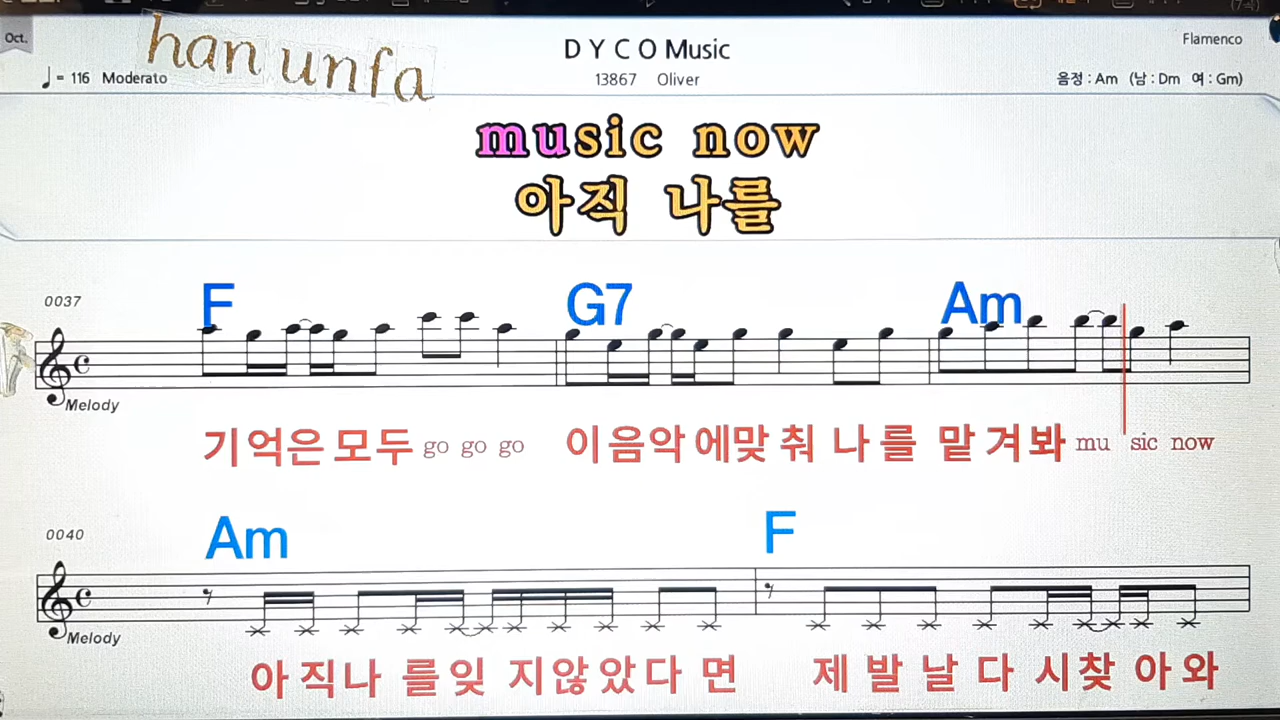 Oct.
han unfa
D Y C O Music
Flamenco
= 116 Moderato
13867 Oliver
음정 : Am (남 : Dm 여 : Gm)
music now
아직 나를
0037
F G7 Am
Melody
기억은모두 go go go 이음악에맞춰 나를 맡겨봐 mu sic now
0040
Am F
Melody
아직나 를잊 지않았다 면 제발날다 시찾 아와